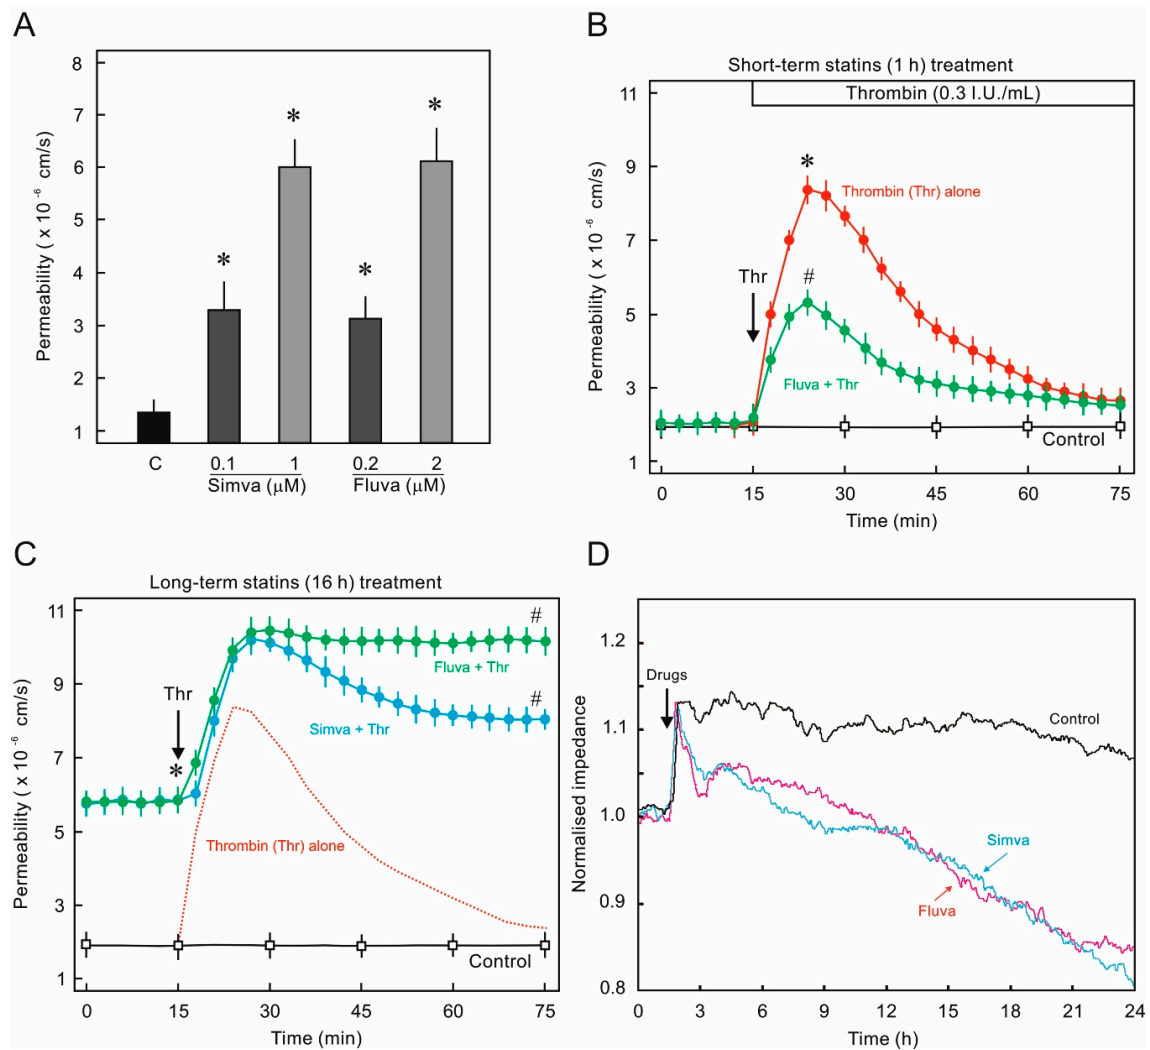 A
8
7
6
5
4
3
2
1
Permeability ( x 10 -6 cm/s)
*
*
*
*
C
0.1
1
0.2
2
Simva (μM)
Fluva (μM)
B
Short-term statins (1 h) treatment
Thrombin (0.3 I.U./mL)
11
9
7
5
3
1
Permeability ( x 10 -6 cm/s)
*
Thrombin (Thr) alone
Thr
#
Fluva + Thr
Control
0
15
30
45
60
75
Time (min)
C
Long-term statins (16 h) treatment
11
9
7
5
3
1
Permeability ( x 10 -6 cm/s)
#
Fluva + Thr
Thr
#
*
Simva + Thr
Thrombin (Thr) alone
Control
0
15
30
45
60
75
Time (min)
D
1.2
1.1
1.0
0.9
0.8
Normalised impedance
Drugs
Control
Simva
Fluva
0
3
6
9
12
15
18
21
24
Time (h)